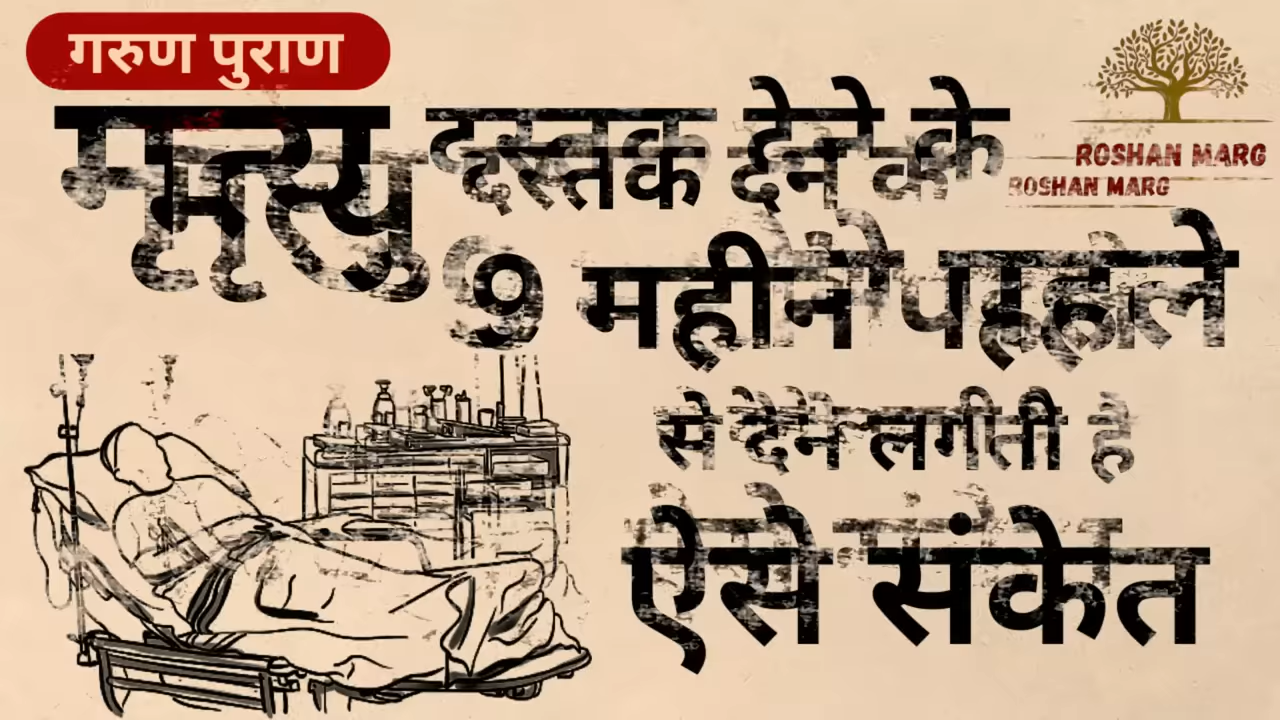 गरुण पुराण
ROSHAN MARG
ROSHAN MARG
मृत्यु दस्तक देने के
9 महीने पहले
से देने लगती है
ऐसे संकेत